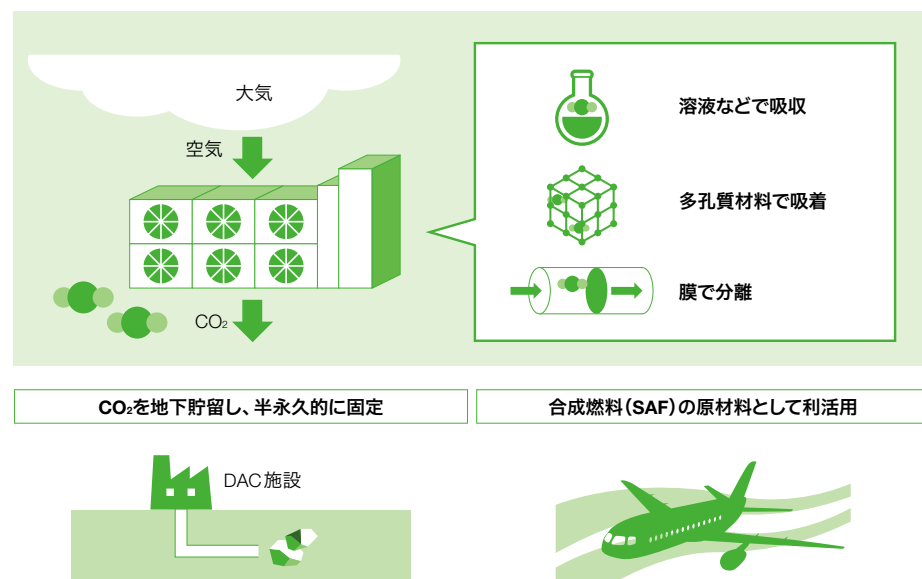 大気
空気
CO₂
溶液などで吸収
多孔質材料で吸着
膜で分離
CO₂を地下貯留し、半永久的に固定
DAC施設
合成燃料（SAF）の原材料として利活用